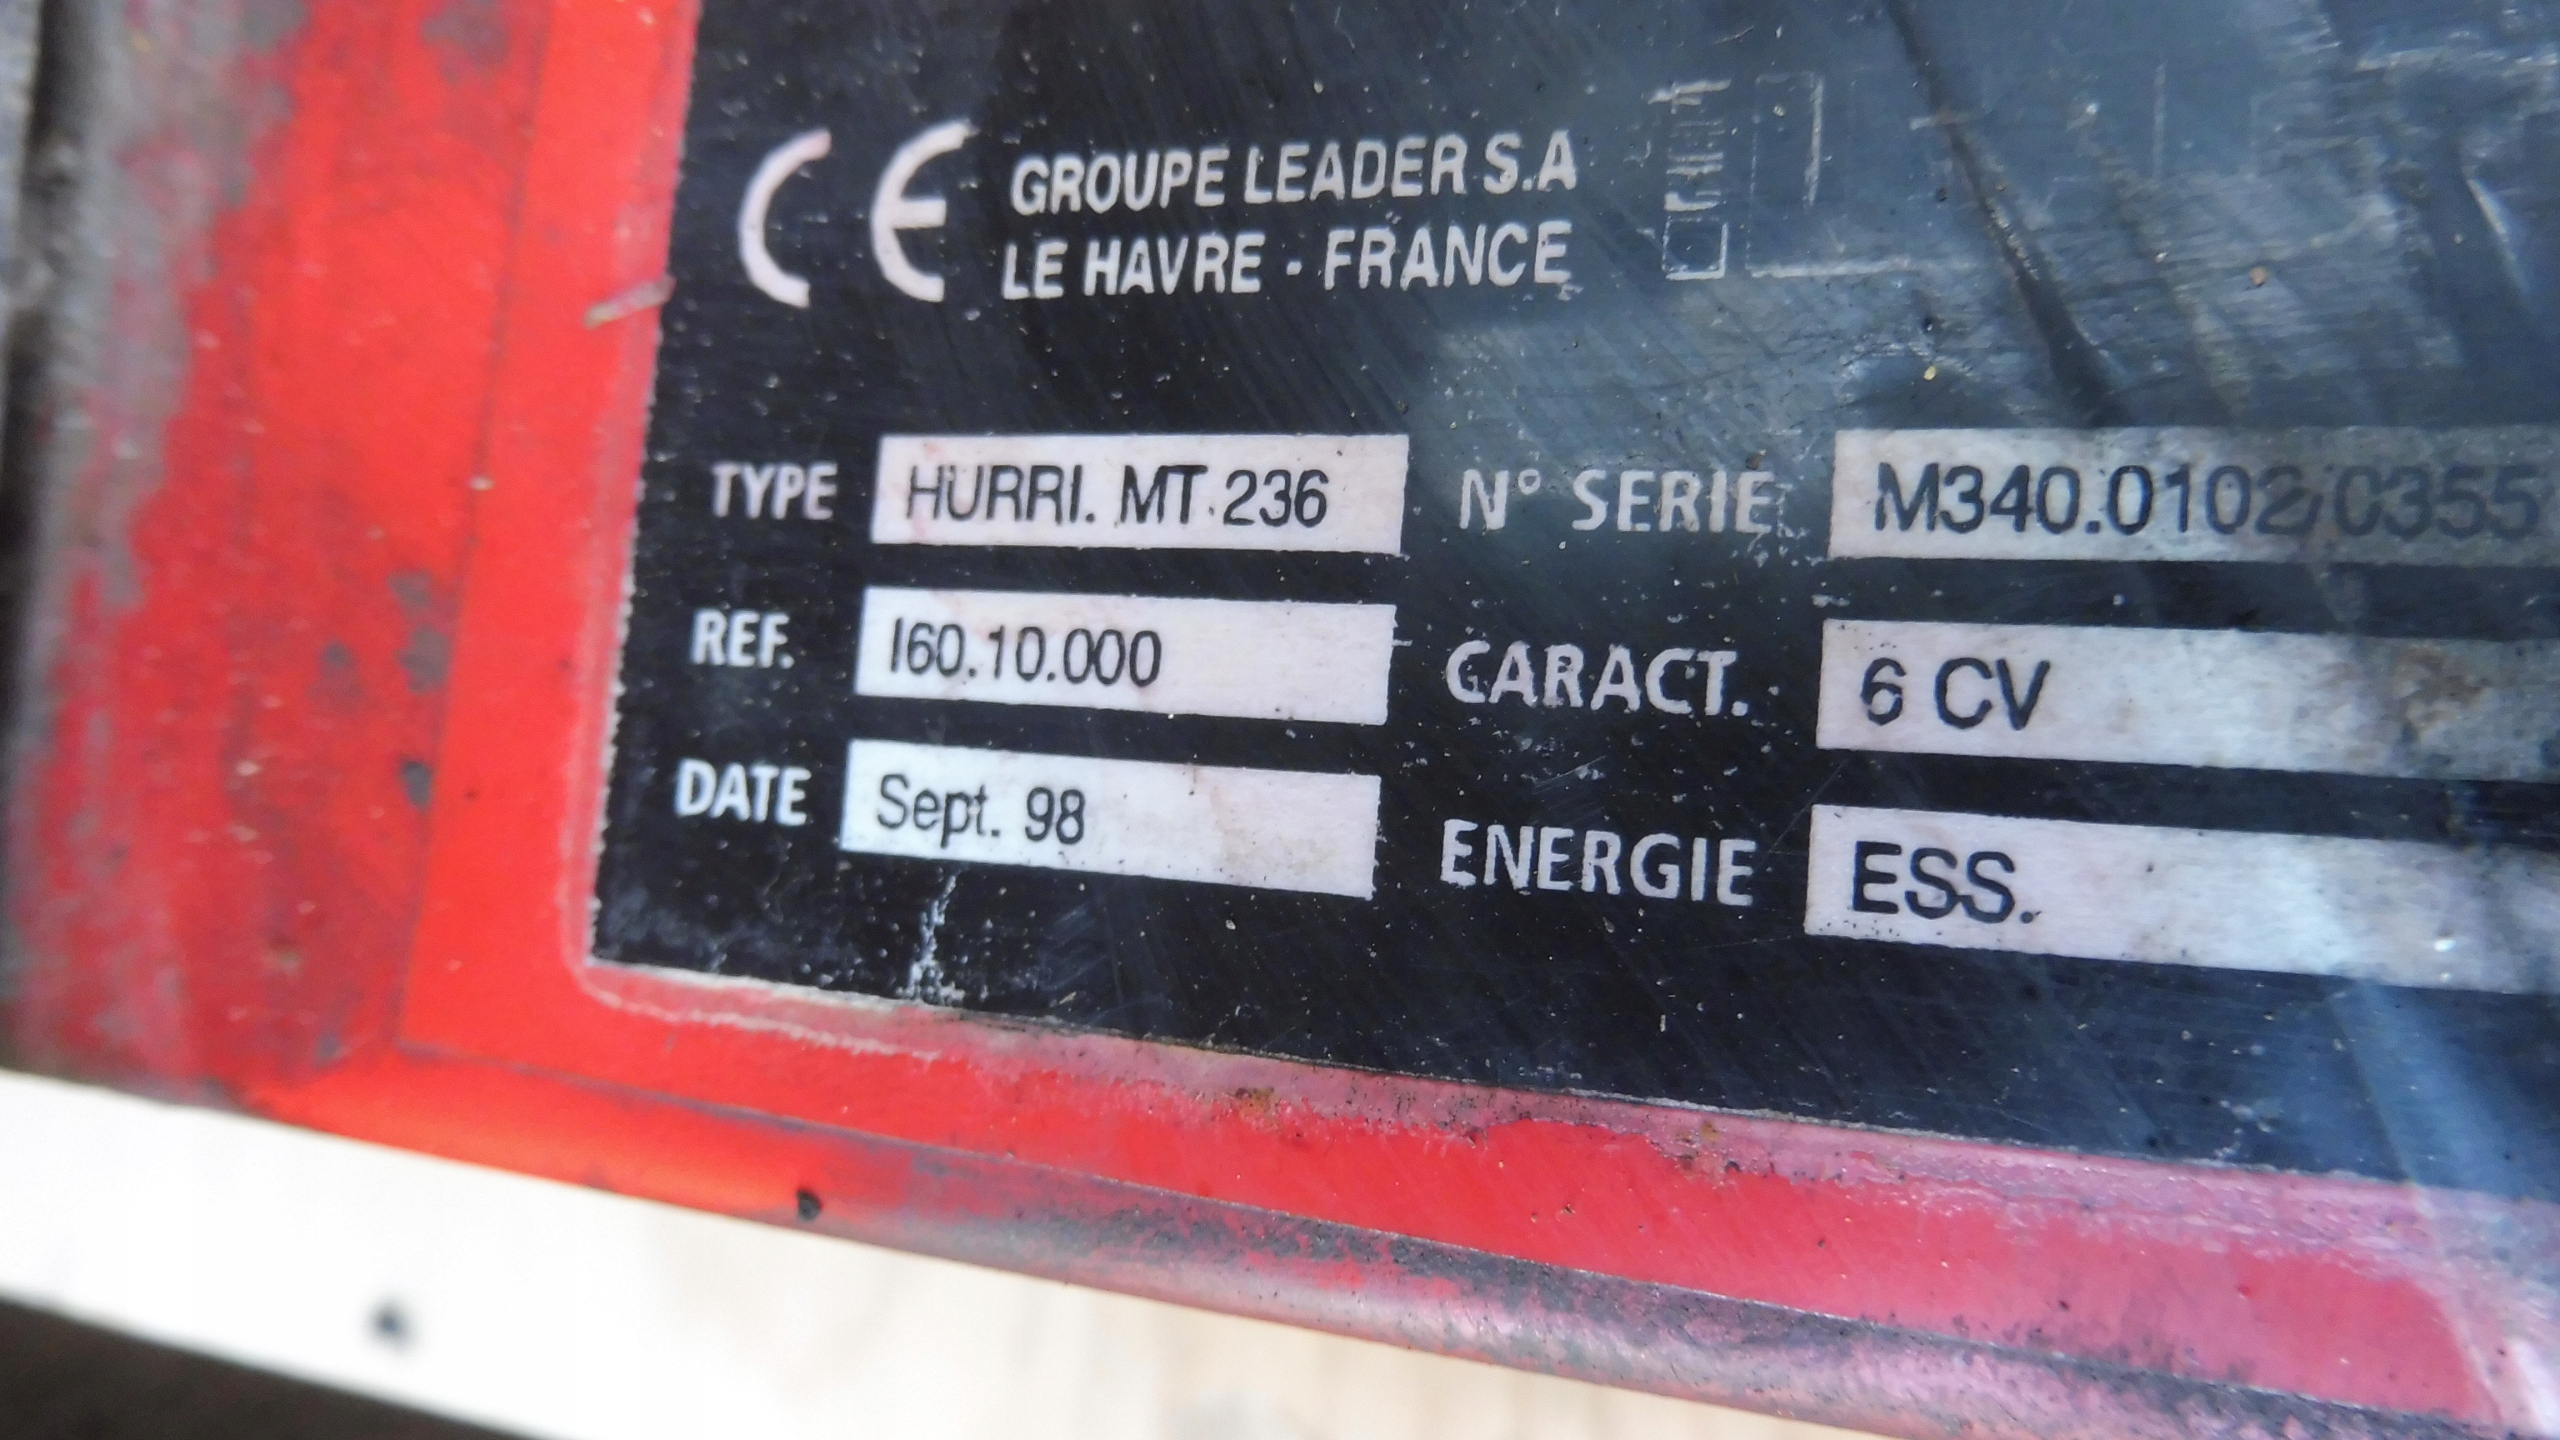 CE GROUPE LEADER S.A
LE HAVRE - FRANCE
TYPE HURRI. MT 236 N° SERIE M340.0102/0355
REF. I60.10.000 CARACT. 6 CV
DATE Sept. 98 ENERGIE ESS.